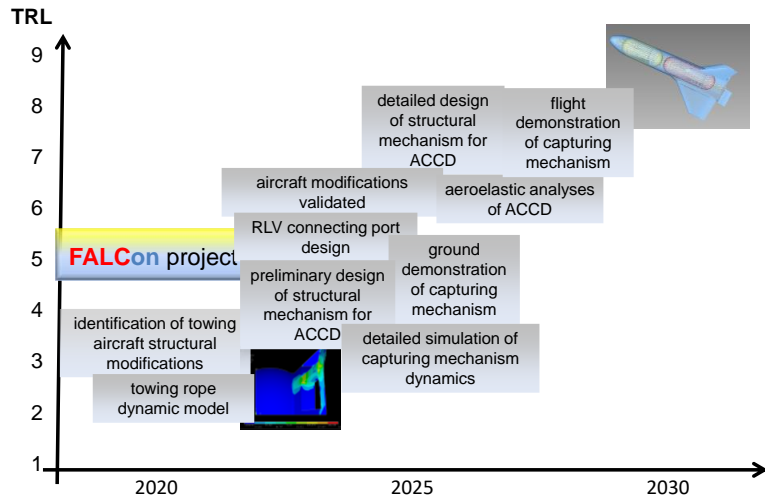 TRL
9
8
7
6
5
4
3
2
1
detailed design
of structural
mechanism for
ACCD
flight
demonstration
of capturing
mechanism
aircraft modifications
validated
aeroelastic analyses
of ACCD
RLV connecting port
design
FALCon project
ground
demonstration
of capturing
mechanism
preliminary design
of structural
mechanism for
ACCD
identification of towing
aircraft structural
modifications
detailed simulation of
capturing mechanism
dynamics
towing rope
dynamic model
2020
2025
2030